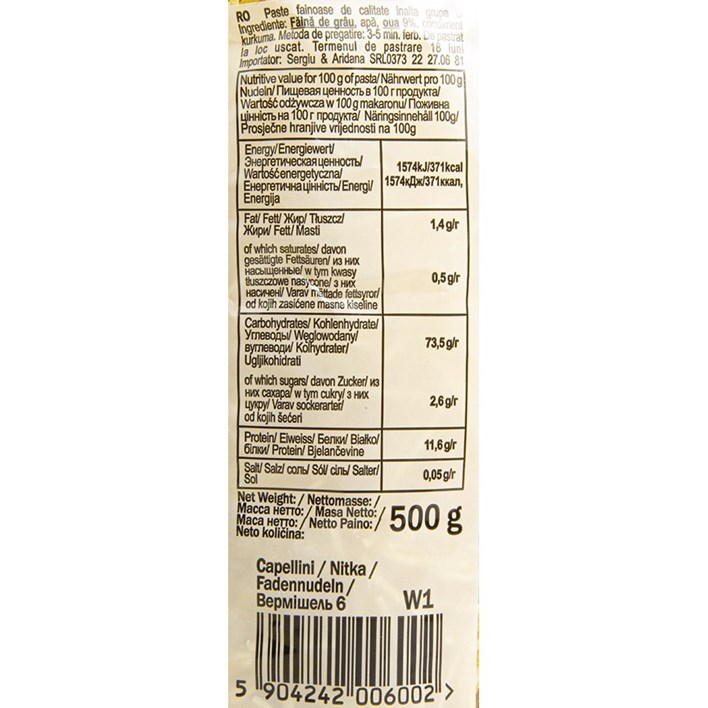 RO Paste fainoase de calitate inalta grupa
Ingrediente: Făină de grâu, apă, oua 9%, condiment
kurkuma. Metoda de pregatire: 3-5 min. ferb. De pastrat
la loc uscat. Termenul de pastrare 18 luni
Importator: Sergiu & Aridana SRL0373 22 27.06 81
Nutritive value for 100 g of pasta/ Nährwert pro 100 g
Nudeln/ Пищевая ценность в 100 г продукта/
Wartość odżywcza w 100 g makaronu/ Поживна
цінність на 100 г продукта/ Näringsinnehåll 100g/
Prosječne hranjive vrijednosti na 100g
Energy/ Energiewert/
Энергетическая ценность/
Wartość energetyczna/
Енергетична цінність/ Energi/
Energija
1574kJ/371kcal
1574кДж/371ккал,
Fat/ Fett/ Жир/ Tłuszcz/
Жири/ Fett/ Masti
1,4 g/г
of which saturates/ davon
gesättigte Fettsäuren/ из них
насыщенные/ w tym kwasy
tłuszczowe nasycone/ з них
насичені/ Varav mättade fettsyror/
od kojih zasićene masne kiseline
0,5 g/г
Carbohydrates/ Kohlenhydrate/
Углеводы/ Węglowodany/
вуглеводи/ Kolhydrater/
Ugljikohidrati
73,5 g/г
of which sugars/ davon Zucker/ из
них сахара/ w tym cukry/ з них
цукру/ Varav sockerarter/
od kojih šećeri
2,6 g/г
Protein/ Eiweiss/ Белки/ Białko/
білки/ Protein/ Bjelančevine
11,6 g/г
Salt/ Salz/ соль/ Sól/ сіль/ Salter/
Sol
0,05 g/г
Net Weight: / Nettomasse: /
Масса нетто: / Masa Netto: /
Маса нетто: / Netto Paino: /
Neto količina:
500 g
Capellini / Nitka /
Fadennudeln /
Вермішель 6
W1
5 904242 006002 >